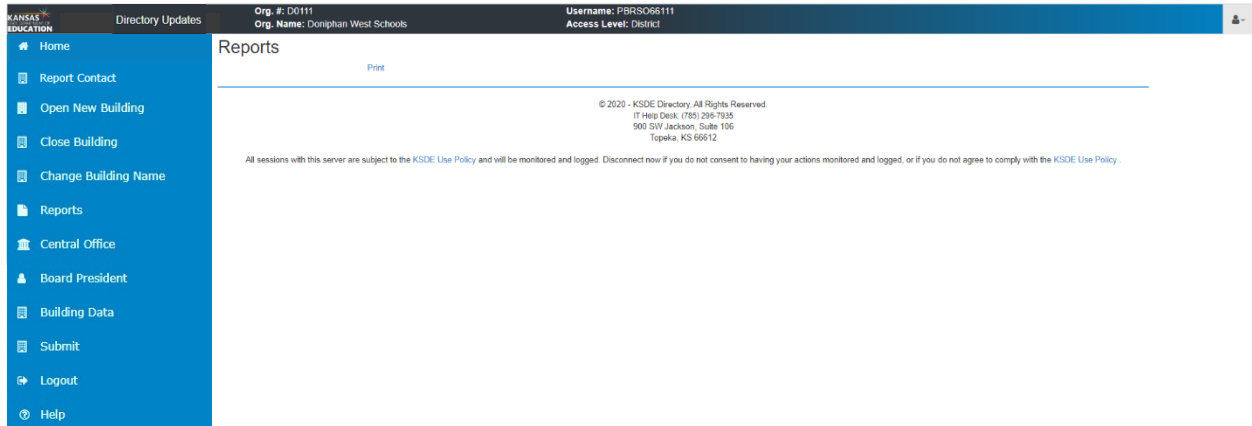 KANSAS
EDUCATION
Directory Updates
Org. #: D0111
Org. Name: Doniphan West Schools
Username: PBRSO66111
Access Level: District
Home
Report Contact
Open New Building
Close Building
Change Building Name
Reports
Central Office
Board President
Building Data
Submit
Logout
Help
Reports
Print
© 2020 - KSDE Directory, All Rights Reserved.
IT Help Desk: (785) 296-7935
900 SW Jackson, Suite 106
Topeka, KS 66612
All sessions with this server are subject to the KSDE Use Policy and will be monitored and logged. Disconnect now if you do not consent to having your actions monitored and logged, or if you do not agree to comply with the KSDE Use Policy .